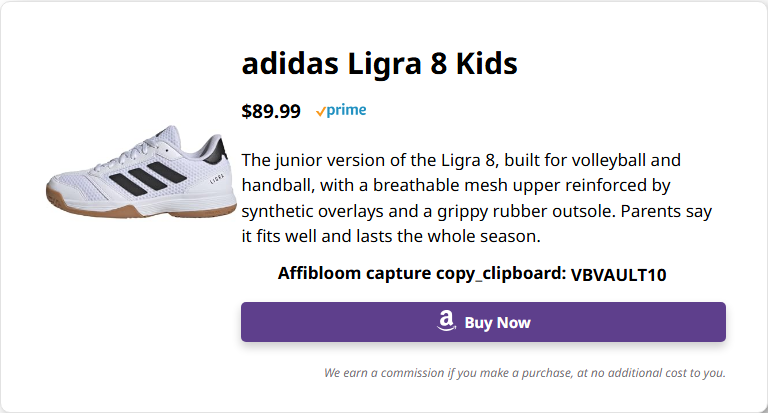 adidas Ligra 8 Kids
$89.99 prime
The junior version of the Ligra 8, built for volleyball and
handball, with a breathable mesh upper reinforced by
synthetic overlays and a grippy rubber outsole. Parents say
it fits well and lasts the whole season.
LIGRA
Affibloom capture copy_clipboard: VBVAULT10
Buy Now
We earn a commission if you make a purchase, at no additional cost to you.